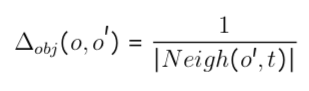 Δ_obj(o, o′) = 1 / |Neigh(o′, t)|